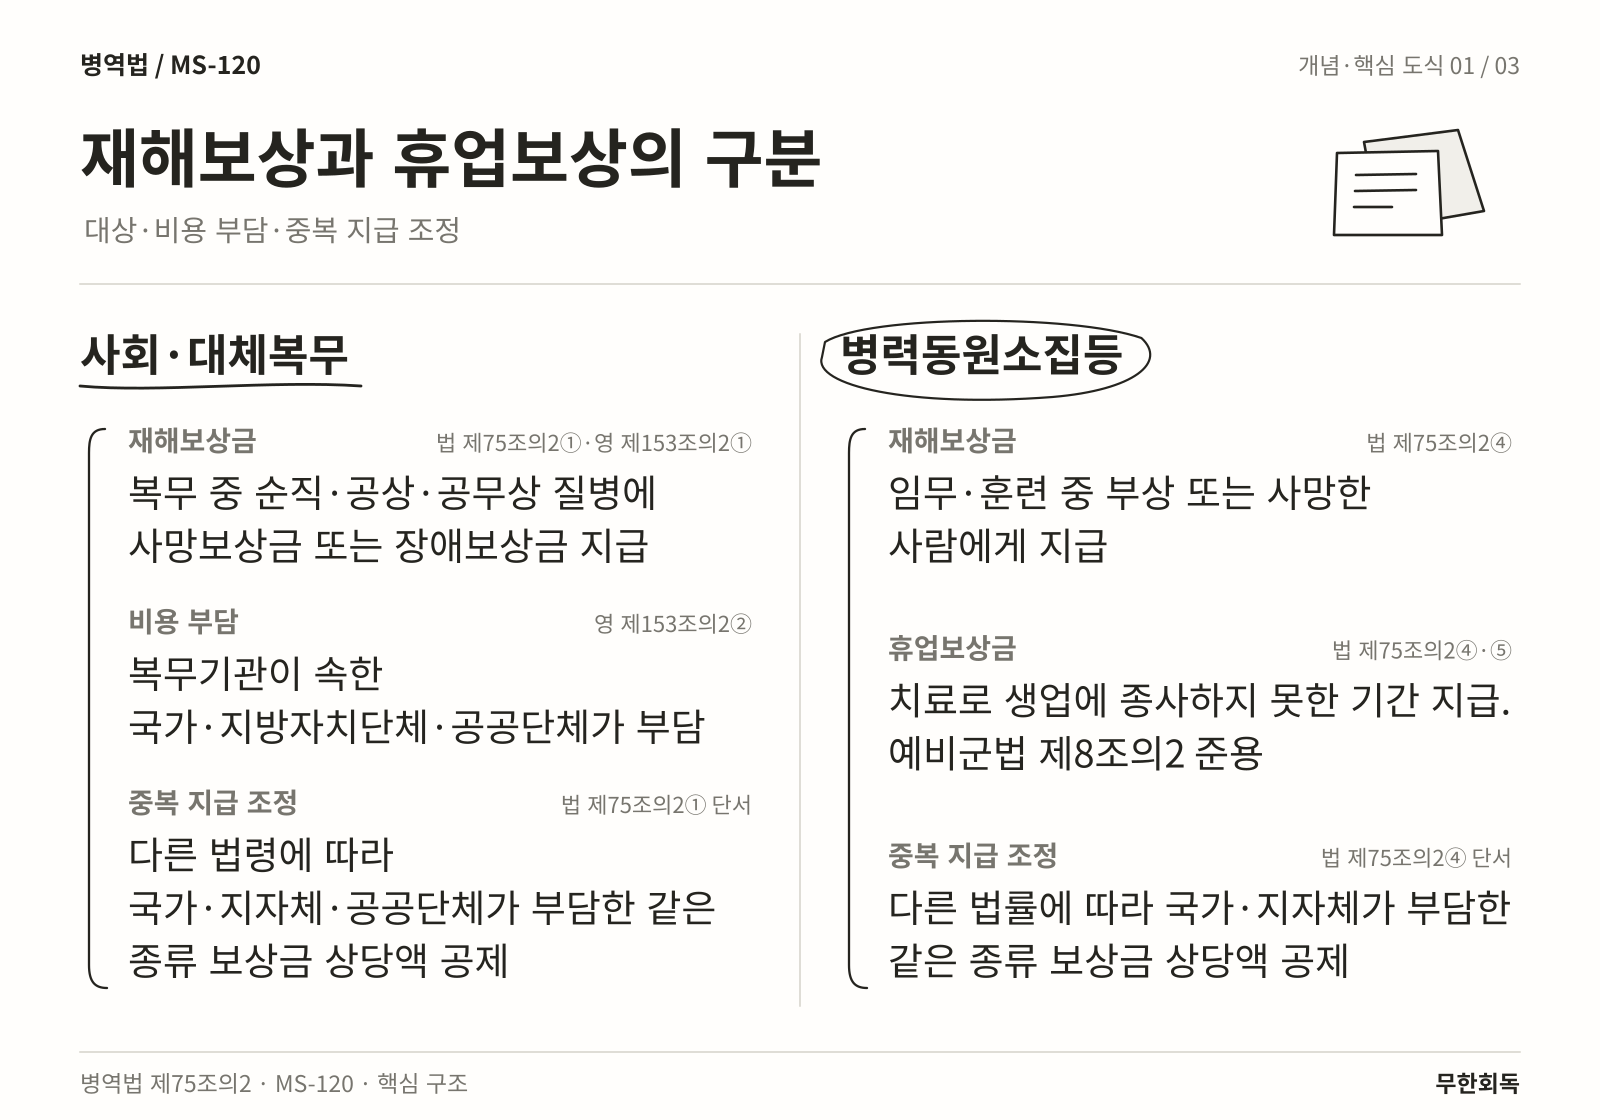 병역법 / MS-120
개념·핵심 도식 01 / 03
재해보상과 휴업보상의 구분
대상·비용 부담·중복 지급 조정
사회·대체복무
재해보상금
법 제75조의2①·영 제153조의2①
복무 중 순직·공상·공무상 질병에
사망보상금 또는 장애보상금 지급
비용 부담
영 제153조의2②
복무기관이 속한
국가·지방자치단체·공공단체가 부담
중복 지급 조정
법 제75조의2① 단서
다른 법령에 따라
국가·지자체·공공단체가 부담한 같은
종류 보상금 상당액 공제
병력동원소집등
재해보상금
법 제75조의2④
임무·훈련 중 부상 또는 사망한
사람에게 지급
휴업보상금
법 제75조의2④·⑤
치료로 생업에 종사하지 못한 기간 지급.
예비군법 제8조의2 준용
중복 지급 조정
법 제75조의2④ 단서
다른 법률에 따라 국가·지자체가 부담한
같은 종류 보상금 상당액 공제
병역법 제75조의2 · MS-120 · 핵심 구조
무한회독